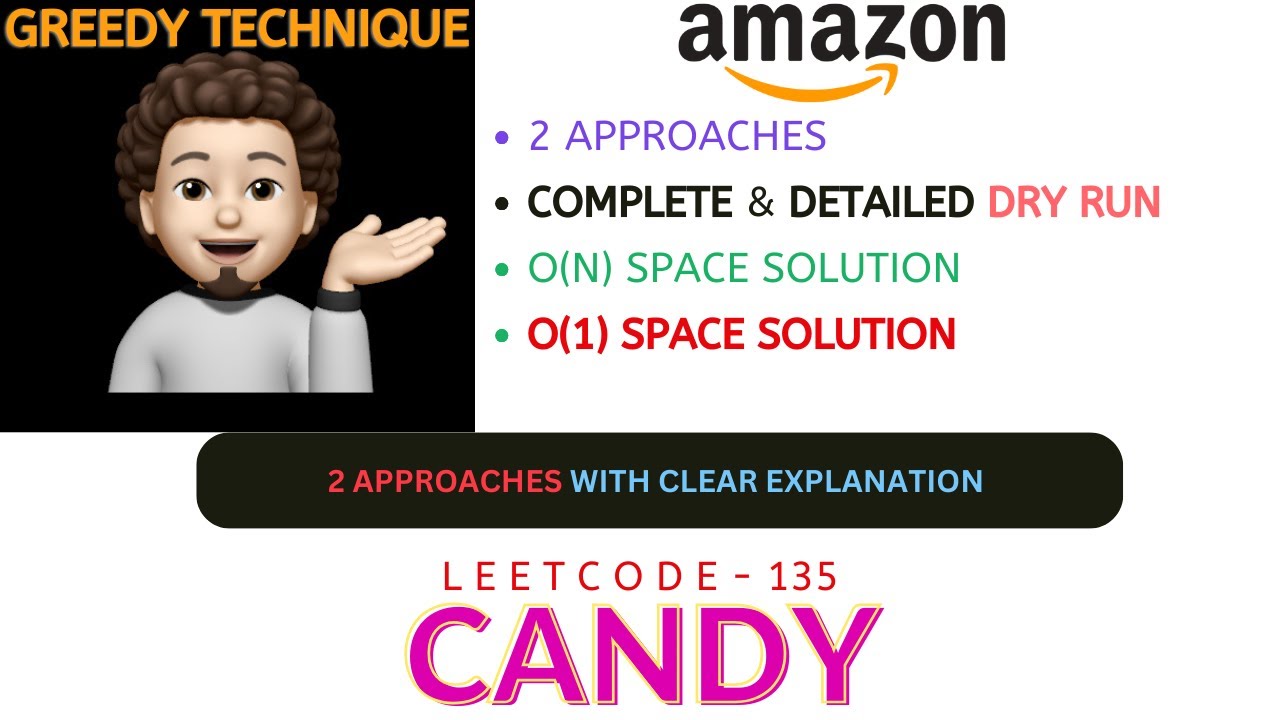 GREEDY TECHNIQUE
amazon
• 2 APPROACHES
• COMPLETE & DETAILED DRY RUN
• O(N) SPACE SOLUTION
• O(1) SPACE SOLUTION
2 APPROACHES WITH CLEAR EXPLANATION
LEETCODE - 135
CANDY